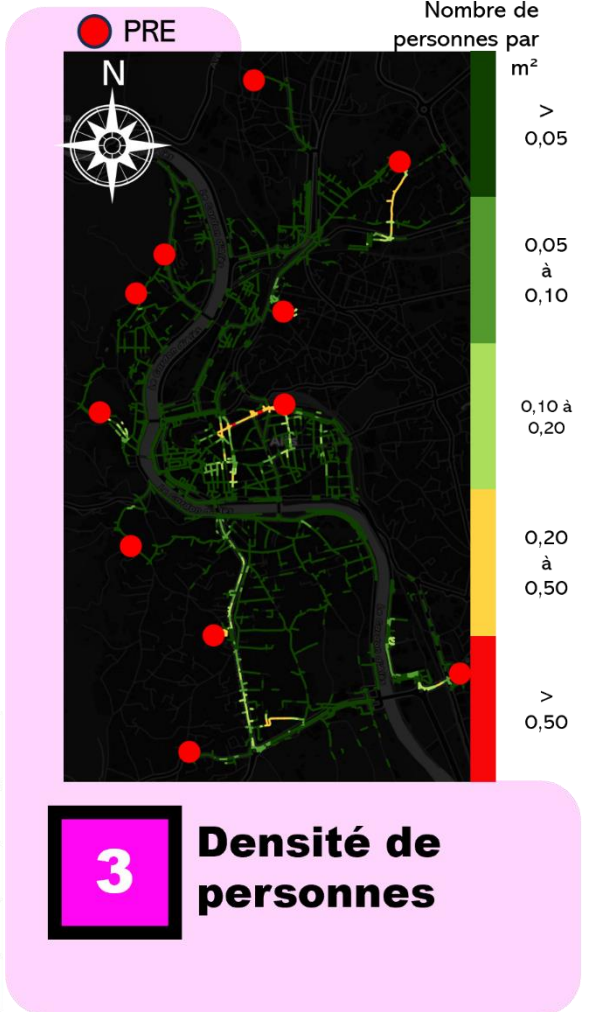 PRE
Nombre de
personnes par
m²
N
>
0,05
0,05
à
0,10
0,10 à
0,20
0,20
à
0,50
>
0,50
3
Densité de
personnes